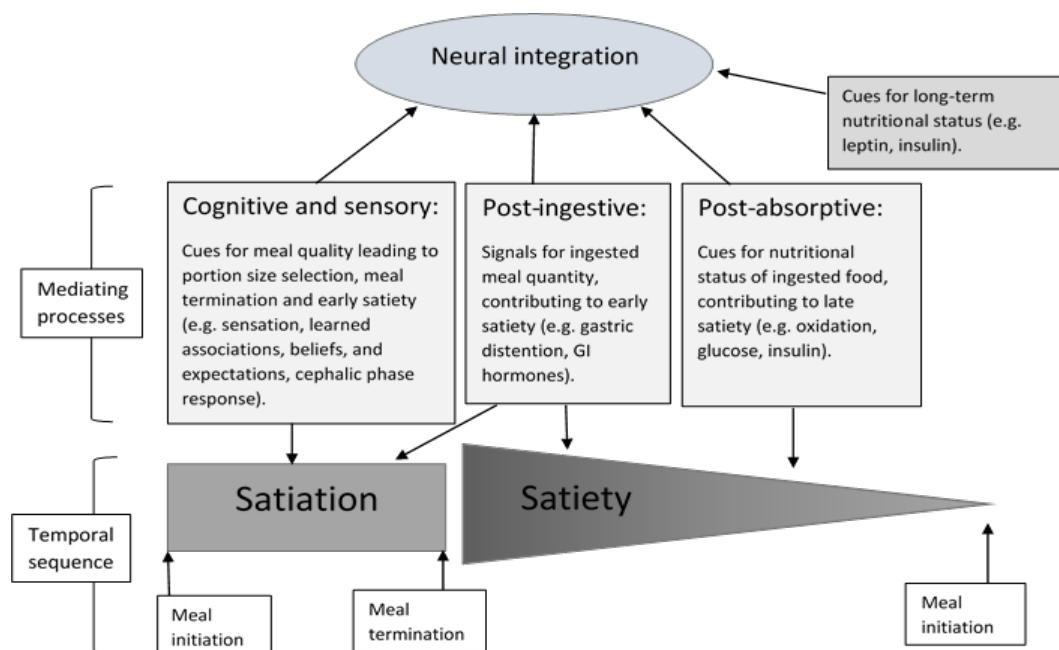 Neural integration
Cues for long-term
nutritional status (e.g.
leptin, insulin).
Cognitive and sensory:
Cues for meal quality leading to
portion size selection, meal
termination and early satiety
(e.g. sensation, learned
associations, beliefs, and
expectations, cephalic phase
response).
Post-ingestive:
Signals for ingested
meal quantity,
contributing to early
satiety (e.g. gastric
distention, GI
hormones).
Post-absorptive:
Cues for nutritional
status of ingested food,
contributing to late
satiety (e.g. oxidation,
glucose, insulin).
Mediating
processes
Satiation
Satiety
Temporal
sequence
Meal
initiation
Meal
termination
Meal
initiation